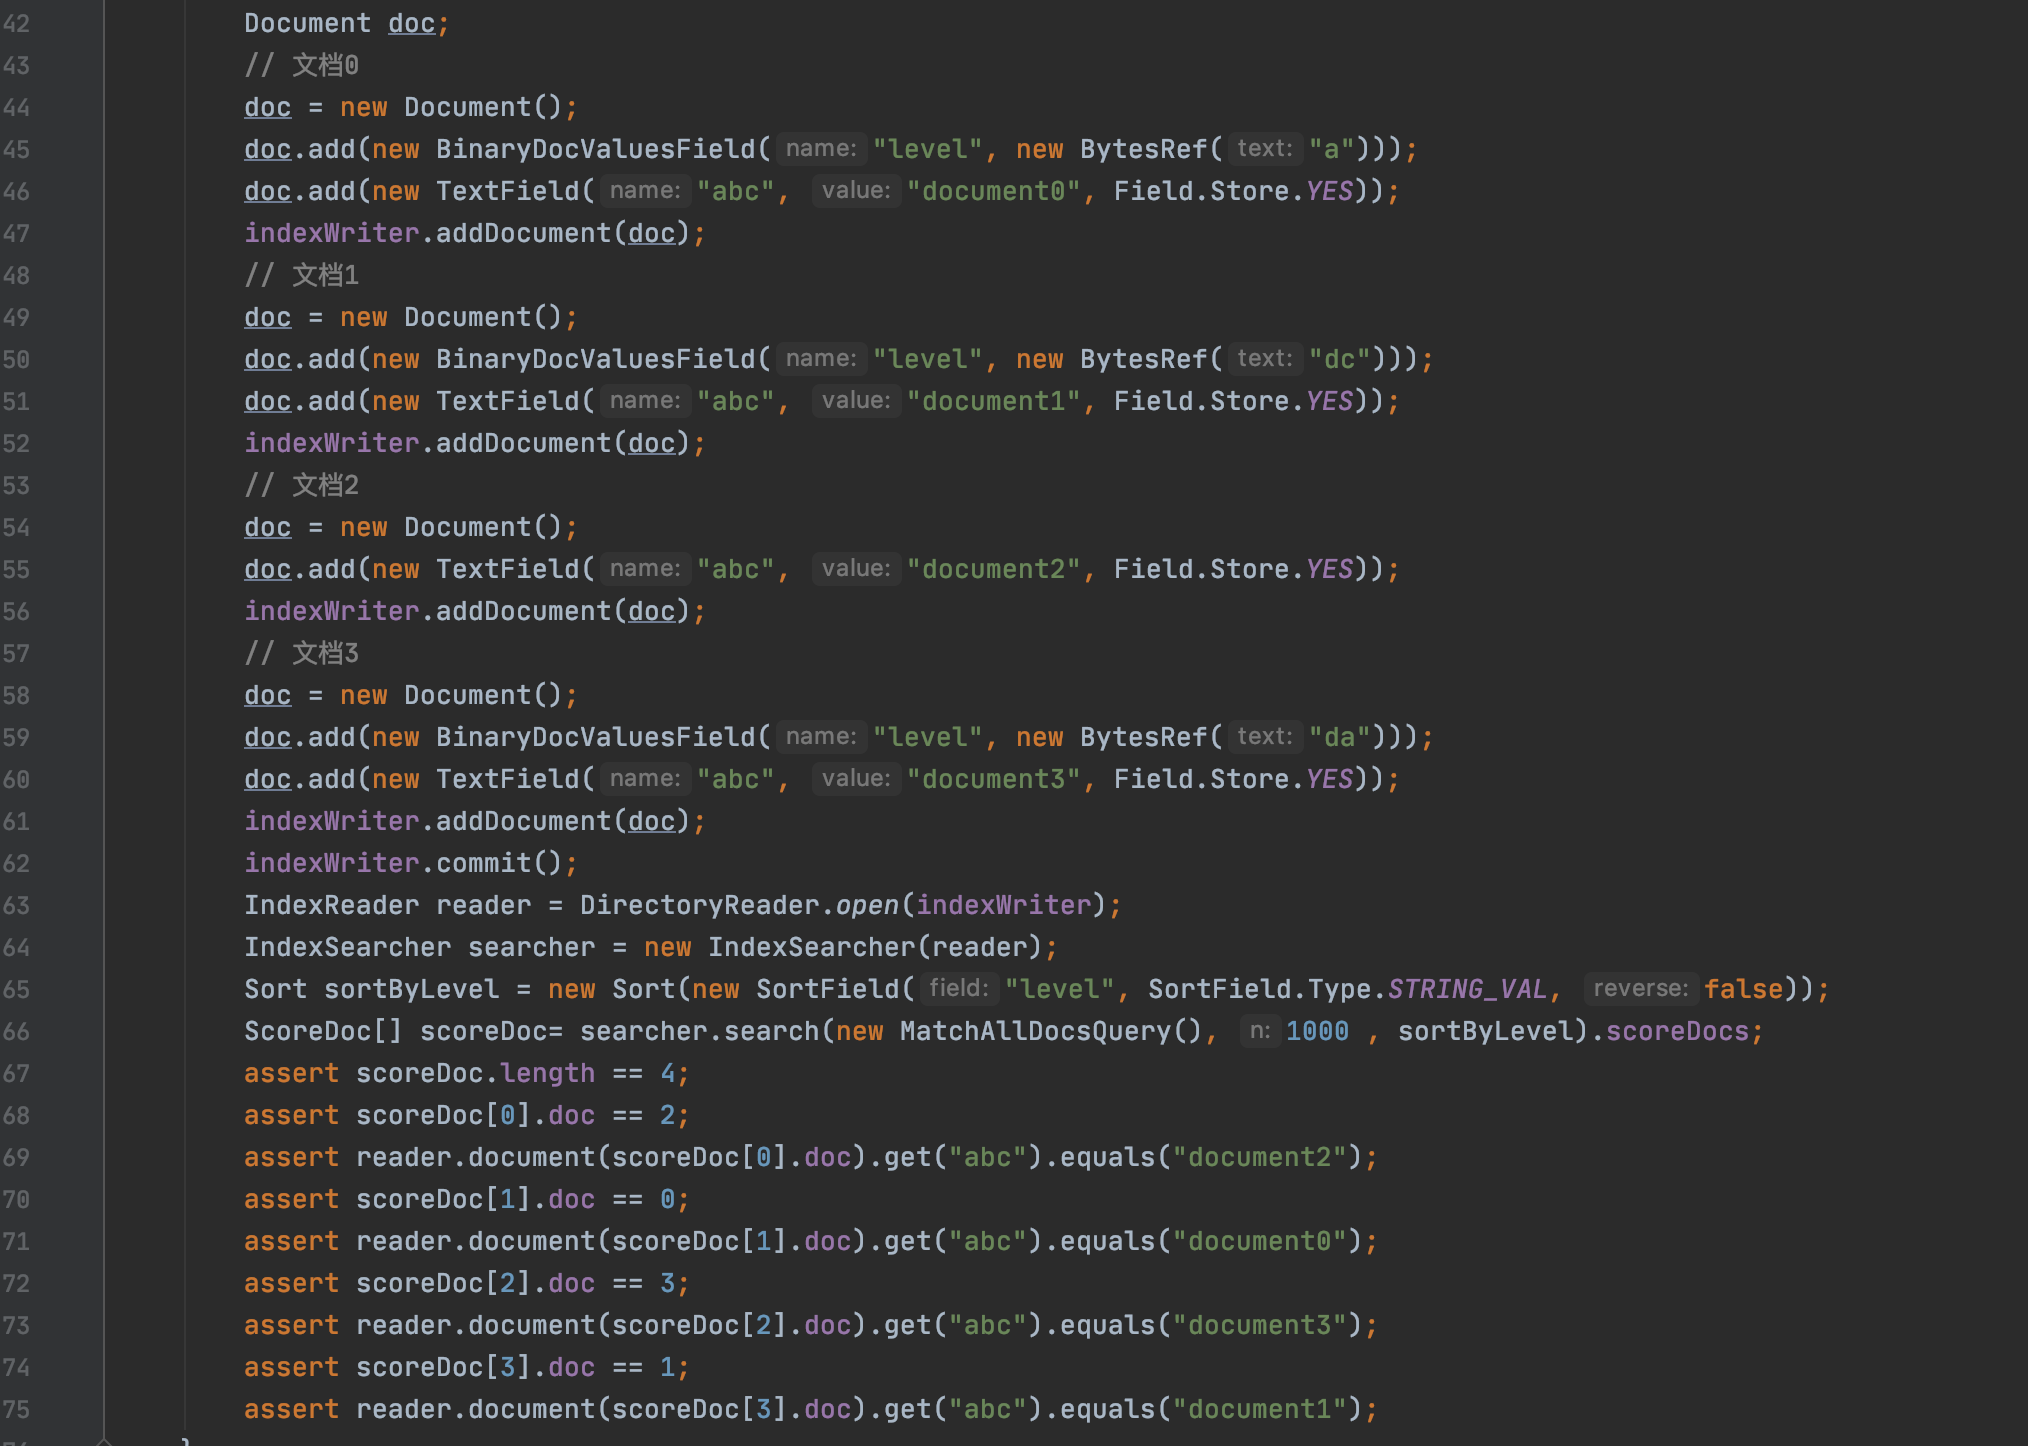 42 Document doc;
43 // 文档0
44 doc = new Document();
45 doc.add(new BinaryDocValuesField( name: "level", new BytesRef( text: "a")));
46 doc.add(new TextField( name: "abc", value: "document0", Field.Store.YES));
47 indexWriter.addDocument(doc);
48 // 文档1
49 doc = new Document();
50 doc.add(new BinaryDocValuesField( name: "level", new BytesRef( text: "dc")));
51 doc.add(new TextField( name: "abc", value: "document1", Field.Store.YES));
52 indexWriter.addDocument(doc);
53 // 文档2
54 doc = new Document();
55 doc.add(new TextField( name: "abc", value: "document2", Field.Store.YES));
56 indexWriter.addDocument(doc);
57 // 文档3
58 doc = new Document();
59 doc.add(new BinaryDocValuesField( name: "level", new BytesRef( text: "da")));
60 doc.add(new TextField( name: "abc", value: "document3", Field.Store.YES));
61 indexWriter.addDocument(doc);
62 indexWriter.commit();
63 IndexReader reader = DirectoryReader.open(indexWriter);
64 IndexSearcher searcher = new IndexSearcher(reader);
65 Sort sortByLevel = new Sort(new SortField( field: "level", SortField.Type.STRING_VAL, reverse: false));
66 ScoreDoc[] scoreDoc= searcher.search(new MatchAllDocsQuery(), n: 1000 , sortByLevel).scoreDocs;
67 assert scoreDoc.length == 4;
68 assert scoreDoc[0].doc == 2;
69 assert reader.document(scoreDoc[0].doc).get("abc").equals("document2");
70 assert scoreDoc[1].doc == 0;
71 assert reader.document(scoreDoc[1].doc).get("abc").equals("document0");
72 assert scoreDoc[2].doc == 3;
73 assert reader.document(scoreDoc[2].doc).get("abc").equals("document3");
74 assert scoreDoc[3].doc == 1;
75 assert reader.document(scoreDoc[3].doc).get("abc").equals("document1");